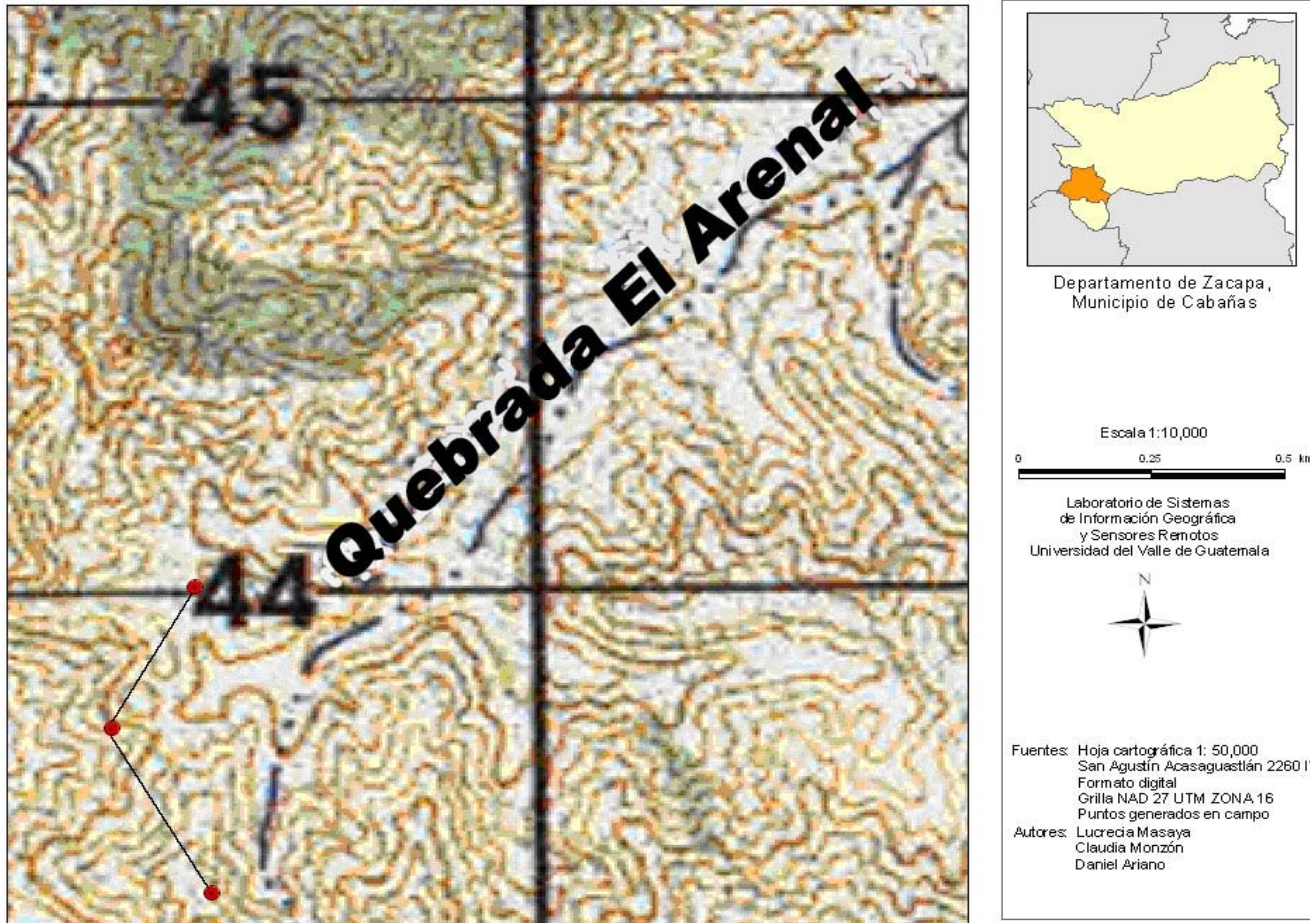 45
Quebrada El Arenal
44
Departamento de Zacapa,
Municipio de Cabañas
Escala 1:10,000
0 0.25 0.5 km
Laboratorio de Sistemas
de Información Geográfica
y Sensores Remotos
Universidad del Valle de Guatemala
N
Fuentes: Hoja cartográfica 1: 50,000
San Agustín Acasaguastlán 2260 I
Formato digital
Grilla NAD 27 UTM ZONA 16
Puntos generados en campo
Autores: Lucrecia Masaya
Claudia Monzón
Daniel Ariano